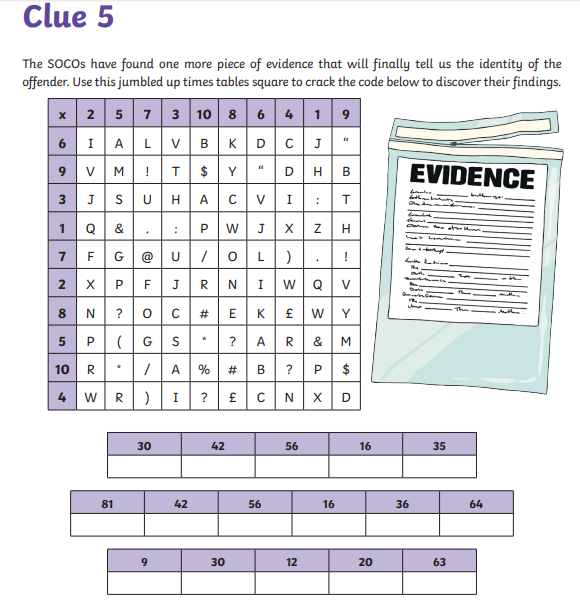 Clue 5
The SOCOs have found one more piece of evidence that will finally tell us the identity of the
offender. Use this jumbled up times tables square to crack the code below to discover their findings.
x 2 5 7 3 10 8 6 4 1 9
6 I A L V B K D C J "
9 V M ! T $ Y " D H B
3 J S U H A C V I : T
1 Q & . : P W J X Z H
7 F G @ U / O L ) . !
2 X P F J R N I W Q V
8 N ? O C # E K £ W Y
5 P ( G S * ? A R & M
10 R * / A % # B ? P $
4 W R ) I ? £ C N X D
EVIDENCE
30 42 56 16 35
81 42 56 16 36 64
9 30 12 20 63